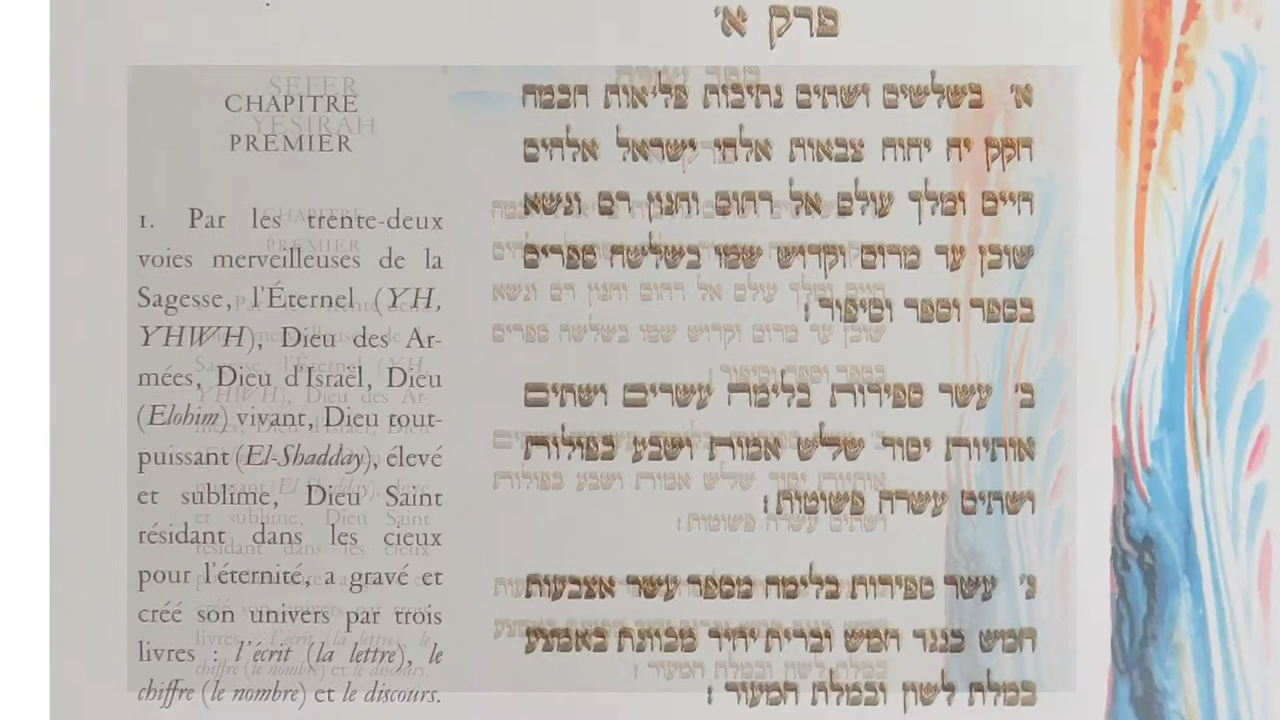 פרק א׳
SEFER
YESIRAH
CHAPITRE
PREMIER
1. Par les trente-deux
voies merveilleuses de la
Sagesse, l'Éternel (YH,
YHWH), Dieu des Ar-
mées, Dieu d'Israël, Dieu
(Elohim) vivant, Dieu tout-
puissant (El-Shadday), élevé
et sublime, Dieu Saint
résidant dans les cieux
pour l'éternité, a gravé et
créé son univers par trois
livres : l'écrit (la lettre), le
chiffre (le nombre) et le discours.
א׳ בשלשים ושתים נתיבות פליאות חכמה
חקק יה יהוה צבאות אלהי ישראל אלהים
חיים ומלך עולם אל רחום וחנון רם ונשא
שוכן עד מרום וקדוש שמו בשלשה ספרים
בספר וספר וסיפור :
ב׳ עשר ספירות בלימה עשרים ושתים
אותיות יסוד שלש אמות ושבע כפולות
ושתים עשרה פשוטות :
ג׳ עשר ספירות בלימה מספר עשר אצבעות
חמש כנגד חמש וברית יחיד מכוונת באמצע
במלת לשון ובמלת המעור :